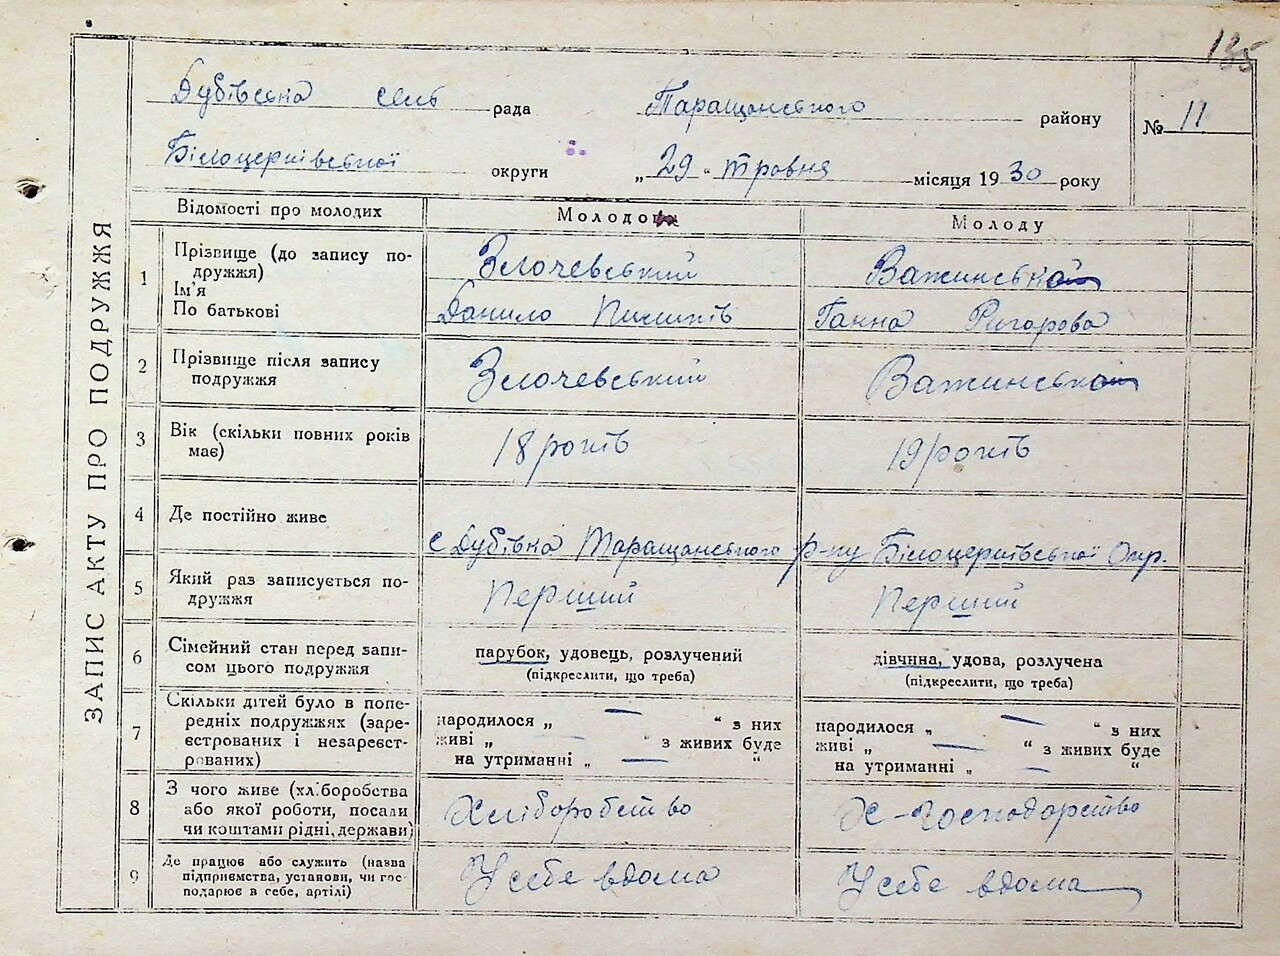 135
ЗАПИС АКТУ ПРО ПОДРУЖЖЯ
Дубівська сель рада Таращанського району № 11
Білоцерківської округи „29“ травня місяця 1930 року
Відомості про молодих Молодого Молоду
1 Прізвище (до запису подружжя) Злочевський Важинська
Ім'я
По батькові Данило Пилипів Ганна Григорова
2 Прізвище після запису подружжя Злочевський Важинська
3 Вік (скільки повних років має) 18 років 19 років
4 Де постійно живе с Дубівка Таращанського р-ну Білоцерківської Окр.
5 Який раз записується подружжя Перший Перший
6 Сімейний стан перед записом цього подружжя парубок, удовець, розлучений дівчина, удова, розлучена
(підкреслити, що треба) (підкреслити, що треба)
7 Скільки дітей було в попередніх подружжях (зареєстрованих і незареєстрованих)
народилося „ — “ з них народилося „ — “ з них
живі „ — “ з живих буде живі „ — “ з живих буде
на утриманні „ — “ на утриманні „ — “
8 З чого живе (хліборобства або якої роботи, посади чи коштами рідні, держави) Хліборобство Х-Господарство
9 Де працює або служить (назва підприємства, установи, чи господарює в себе, артілі) У себе вдома У себе вдома